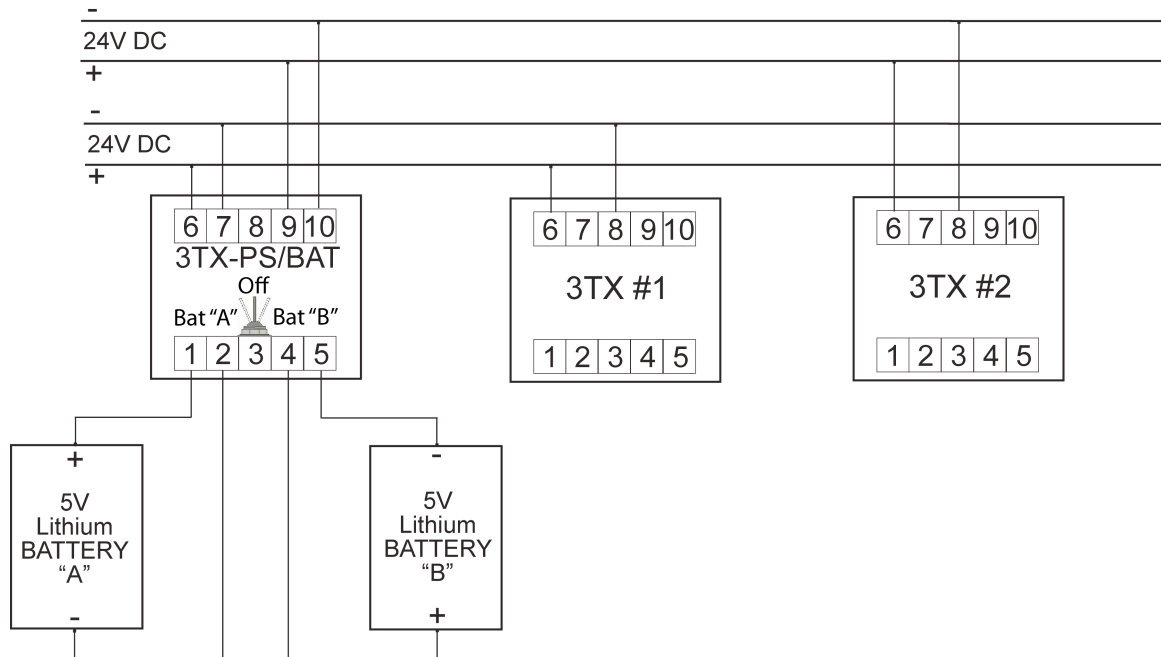 -
24V DC
+
-
24V DC
+
6 7 8 9 10
3TX-PS/BAT
Off
Bat “A” Bat “B”
1 2 3 4 5
6 7 8 9 10
3TX #1
1 2 3 4 5
6 7 8 9 10
3TX #2
1 2 3 4 5
+
5V
Lithium
BATTERY
“A”
-
-
5V
Lithium
BATTERY
“B”
+